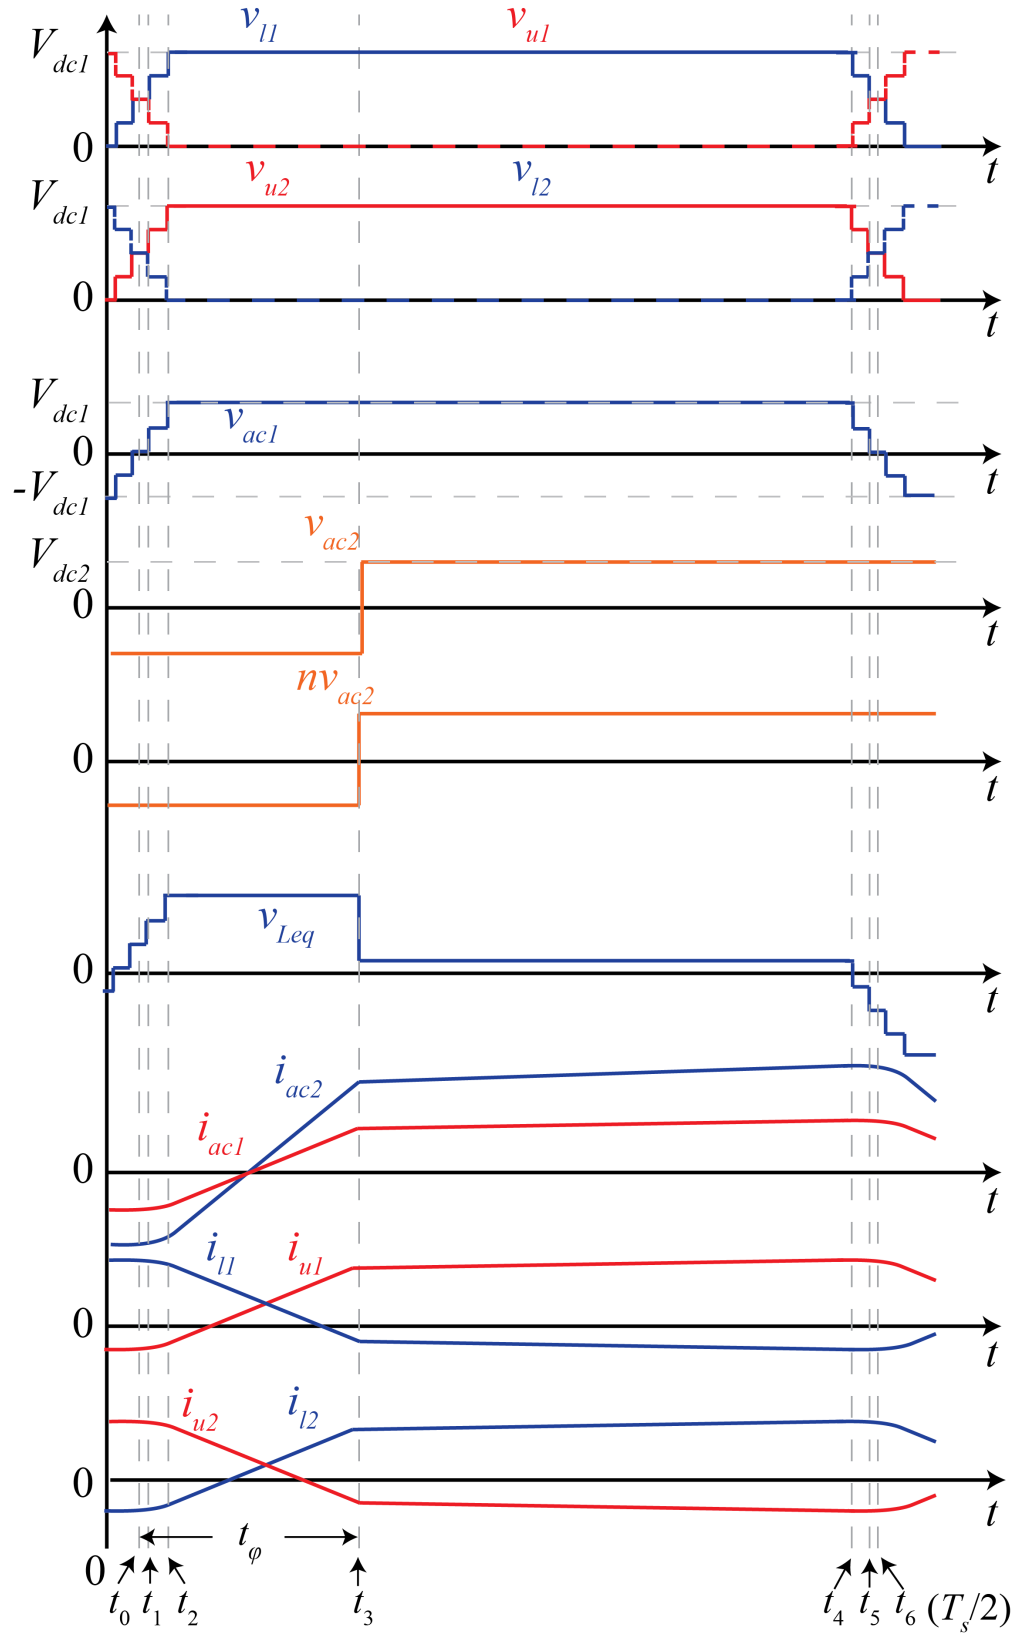 v_l1 v_u1
V_dc1
0
t
v_u2 v_l2
V_dc1
0
t
V_dc1
v_ac1
0
t
-V_dc1
v_ac2
V_dc2
0
t
nv_ac2
0
t
v_Leq
0
t
i_ac2
i_ac1
0
t
i_l1 i_u1
0
t
i_u2 i_l2
0
t
t_φ
0
t_0 t_1 t_2 t_3 t_4 t_5 t_6 (T_s/2)